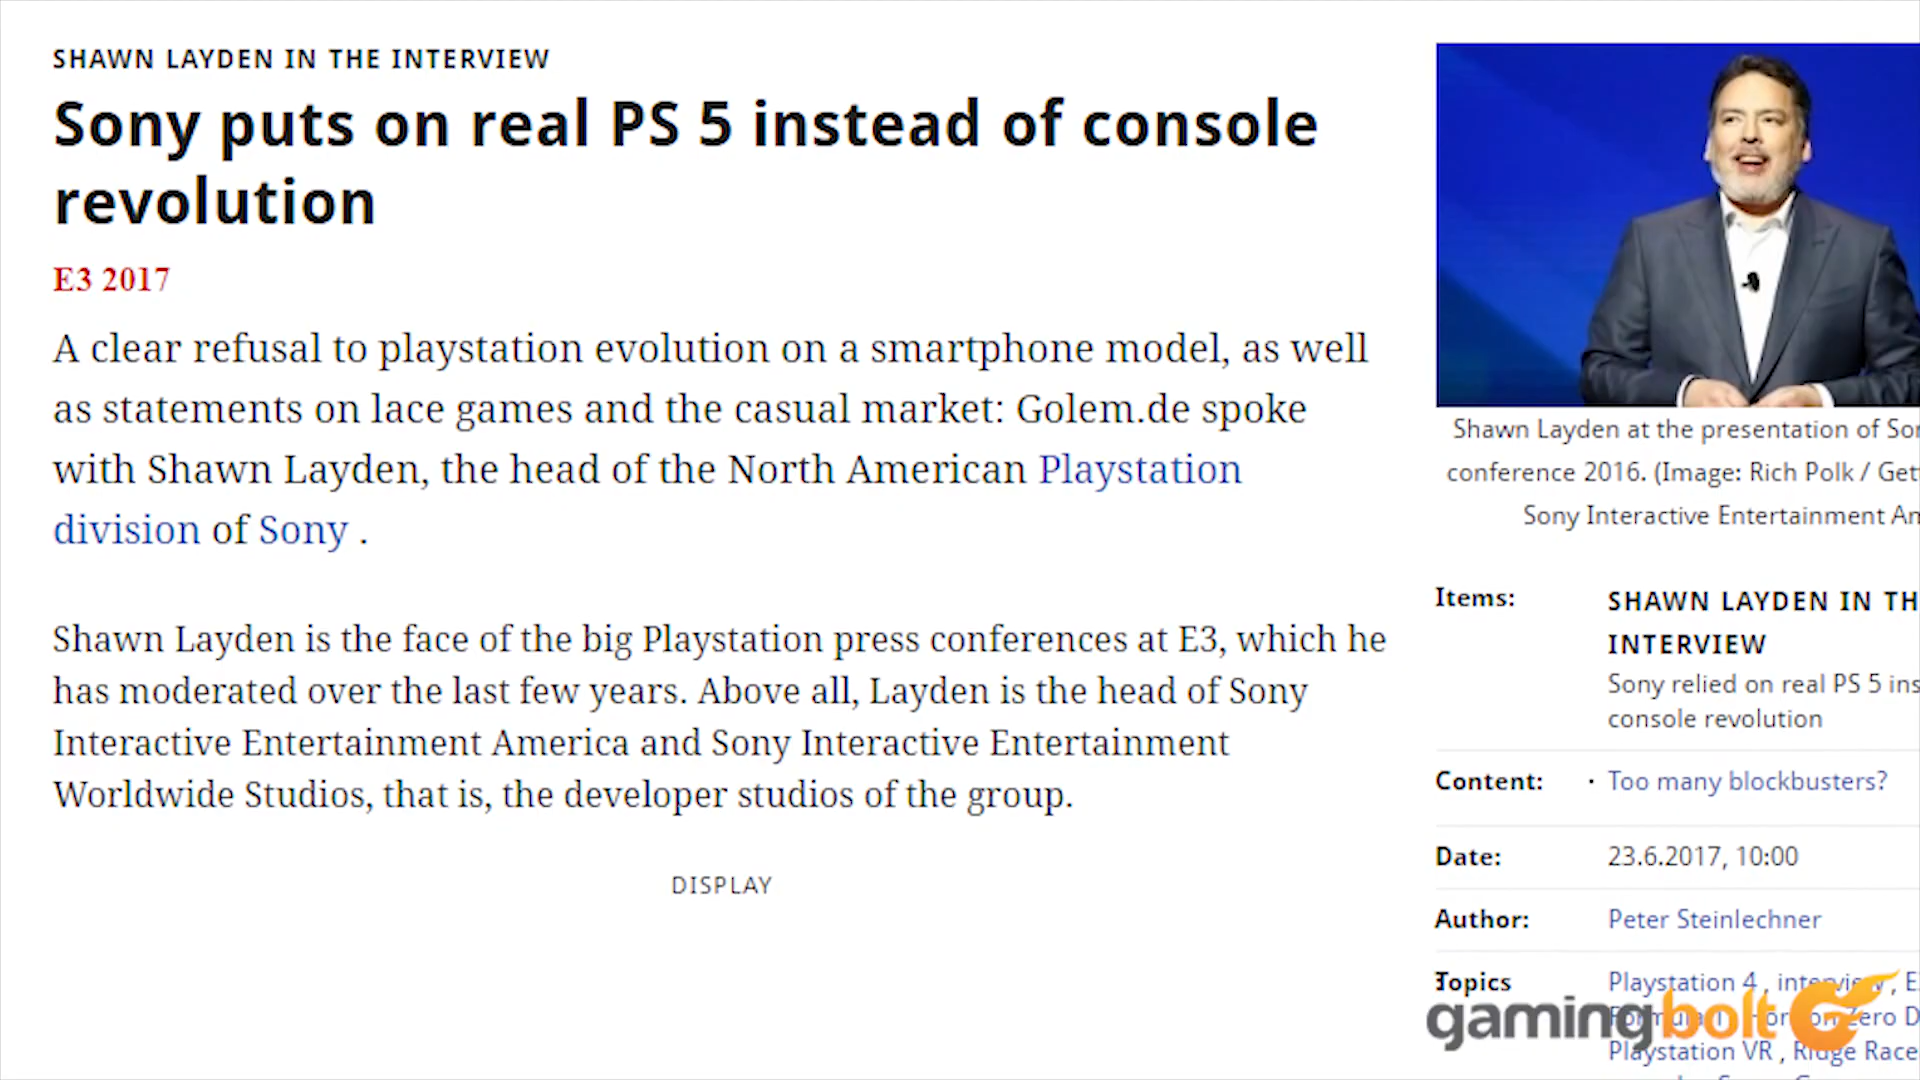 SHAWN LAYDEN IN THE INTERVIEW
Sony puts on real PS 5 instead of console
revolution
E3 2017
A clear refusal to playstation evolution on a smartphone model, as well
as statements on lace games and the casual market: Golem.de spoke
with Shawn Layden, the head of the North American Playstation
division of Sony .
Shawn Layden is the face of the big Playstation press conferences at E3, which he
has moderated over the last few years. Above all, Layden is the head of Sony
Interactive Entertainment America and Sony Interactive Entertainment
Worldwide Studios, that is, the developer studios of the group.
DISPLAY
Shawn Layden at the presentation of
conference 2016. (Image: Rich Polk /
Sony Interactive Entertainment
Items:
SHAWN LAYDEN IN
INTERVIEW
Sony relied on real PS 5
console revolution
Content:
· Too many blockbusters?
Date:
23.6.2017, 10:00
Author:
Peter Steinlechner
Topics
Playstation 4 , interview ,
Zero
Playstation VR , Ridge
gamingbolt